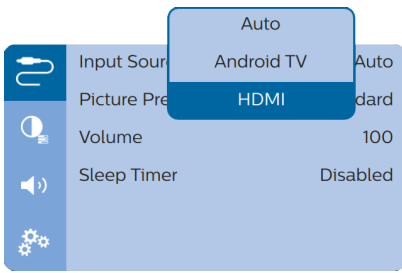 Auto
Input Sour Android TV Auto
Picture Pre HDMI dard
Volume 100
Sleep Timer Disabled